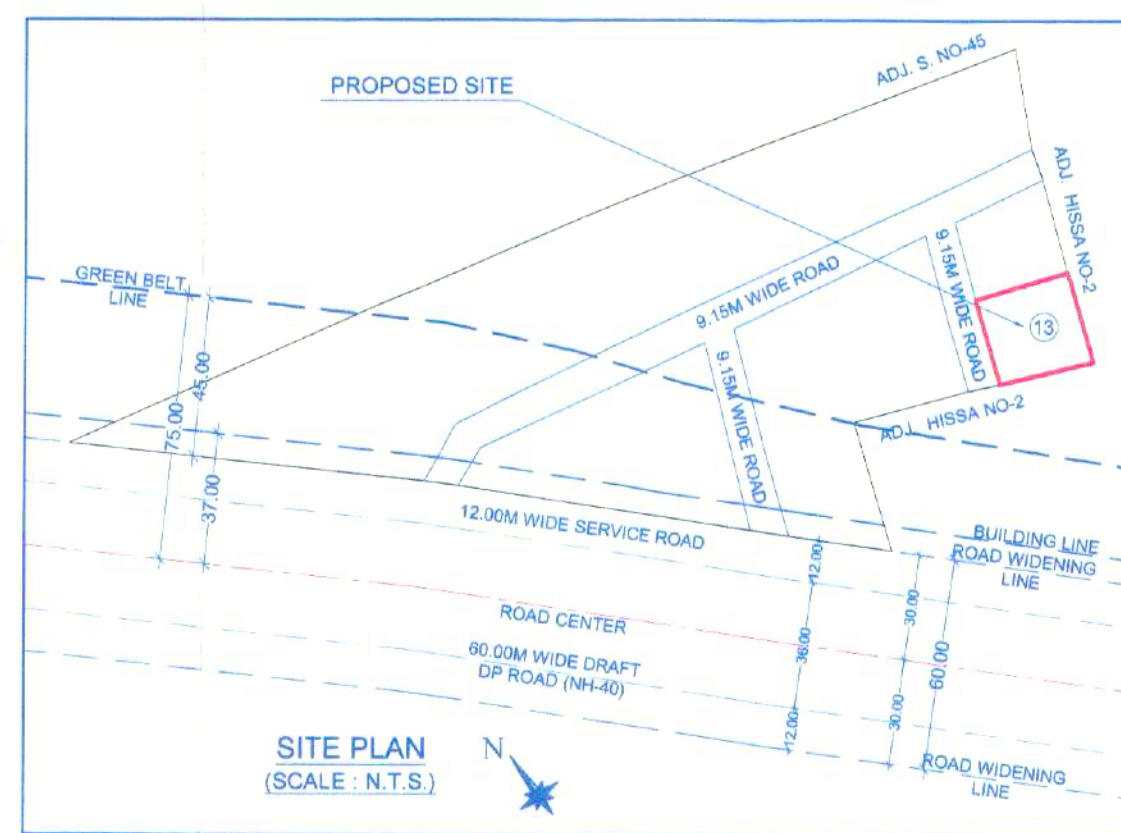 ADJ. S. NO-45
PROPOSED SITE
ADJ. HISSA NO-2
GREEN BELT
LINE
9.15M WIDE ROAD
9.15M WIDE ROAD
13
9.15M WIDE ROAD
ADJ. HISSA NO-2
45.00
75.00
37.00
12.00M WIDE SERVICE ROAD
BUILDING LINE
ROAD WIDENING
LINE
12.00
30.00
ROAD CENTER
36.00
60.00
60.00M WIDE DRAFT
DP ROAD (NH-40)
30.00
12.00
SITE PLAN
(SCALE : N.T.S.)
N
ROAD WIDENING
LINE